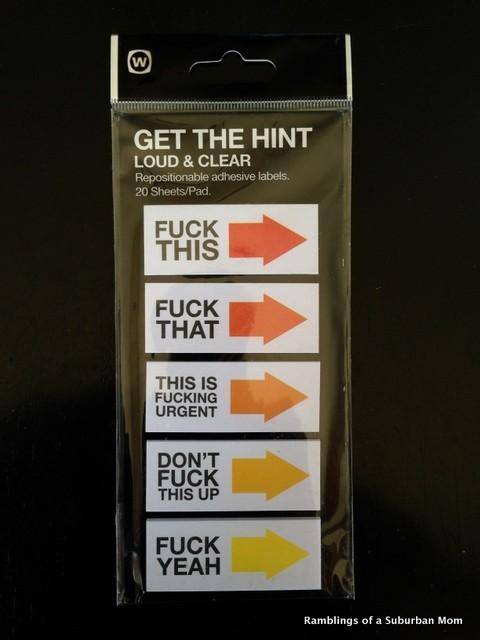 W
GET THE HINT
LOUD & CLEAR
Repositionable adhesive labels.
20 Sheets/Pad.
FUCK
THIS
FUCK
THAT
THIS IS
FUCKING
URGENT
DON'T
FUCK
THIS UP
FUCK
YEAH
Ramblings of a Suburban Mom